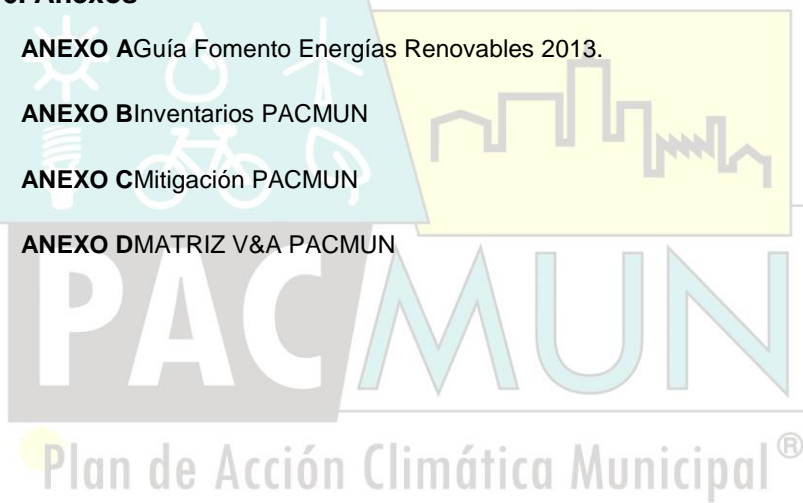 Anexos
ANEXO AGuía Fomento Energías Renovables 2013.
ANEXO BInventarios PACMUN
ANEXO CMitigación PACMUN
ANEXO DMATRIZ V&A PACMUN
PACMUN
Plan de Acción Climática Municipal ®